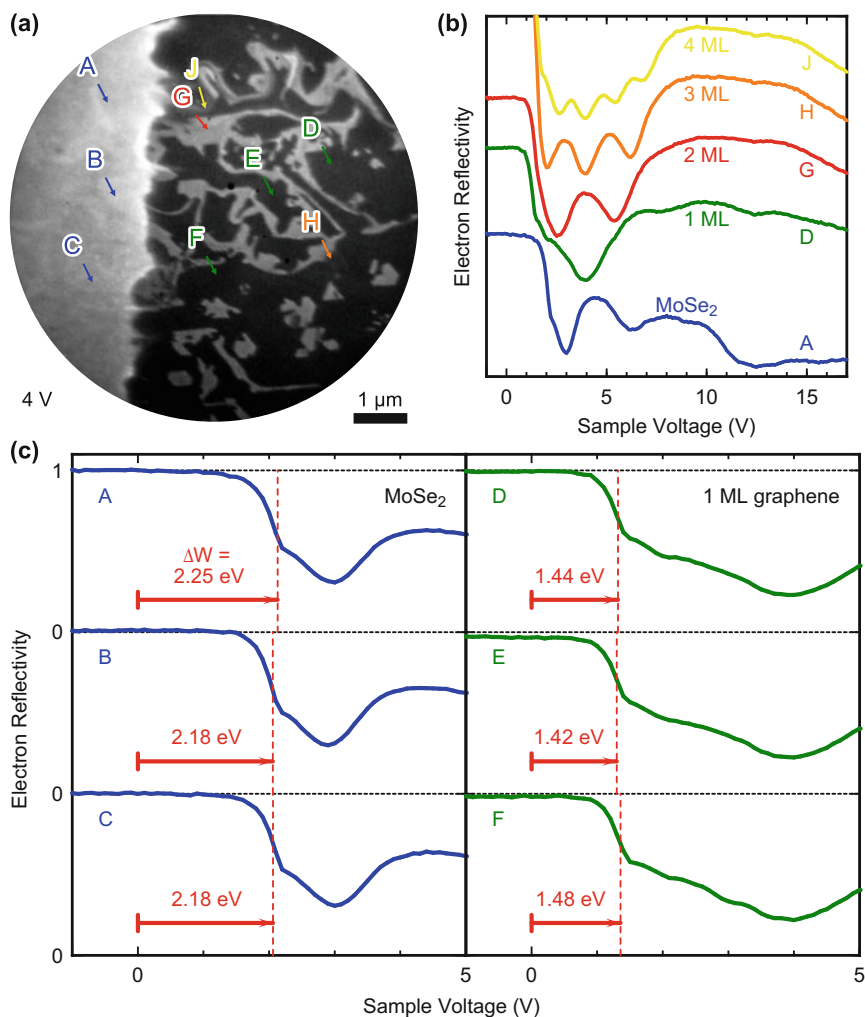 (a)
A
B
C
J
G
D
E
H
F
4 V
1 μm
(b)
Electron Reflectivity
4 ML
J
3 ML
H
2 ML
G
1 ML
D
MoSe₂
A
0
5
10
15
Sample Voltage (V)
(c)
Electron Reflectivity
1
A
MoSe₂
ΔW =
2.25 eV
D
1 ML graphene
1.44 eV
0
B
2.18 eV
E
1.42 eV
0
C
2.18 eV
F
1.48 eV
0
0
5
0
5
Sample Voltage (V)
Sample Voltage (V)